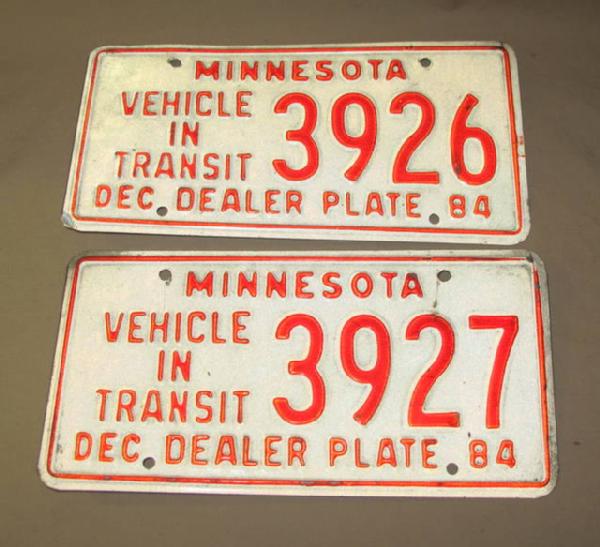 MINNESOTA
VEHICLE
IN
TRANSIT
3926
DEC. DEALER PLATE 84
MINNESOTA
VEHICLE
IN
TRANSIT
3927
DEC. DEALER PLATE 84